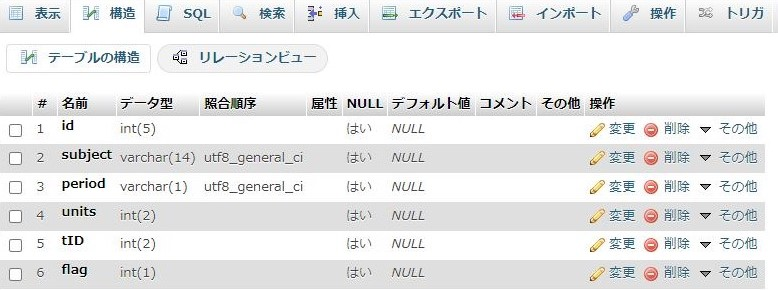 表示 構造 SQL 検索 挿入 エクスポート インポート 操作 トリガ
テーブルの構造 リレーションビュー
# 名前 データ型 照合順序 属性 NULL デフォルト値 コメント その他 操作
1 id int(5) はい NULL 変更 削除 その他
2 subject varchar(14) utf8_general_ci はい NULL 変更 削除 その他
3 period varchar(1) utf8_general_ci はい NULL 変更 削除 その他
4 units int(2) はい NULL 変更 削除 その他
5 tID int(2) はい NULL 変更 削除 その他
6 flag int(1) はい NULL 変更 削除 その他